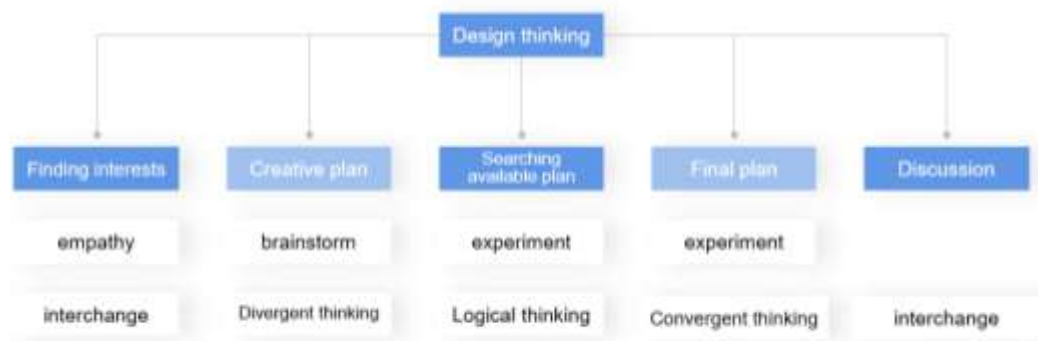 Design thinking
Finding interests
Creative plan
Searching
available plan
Final plan
Discussion
empathy
brainstorm
experiment
experiment
interchange
Divergent thinking
Logical thinking
Convergent thinking
interchange